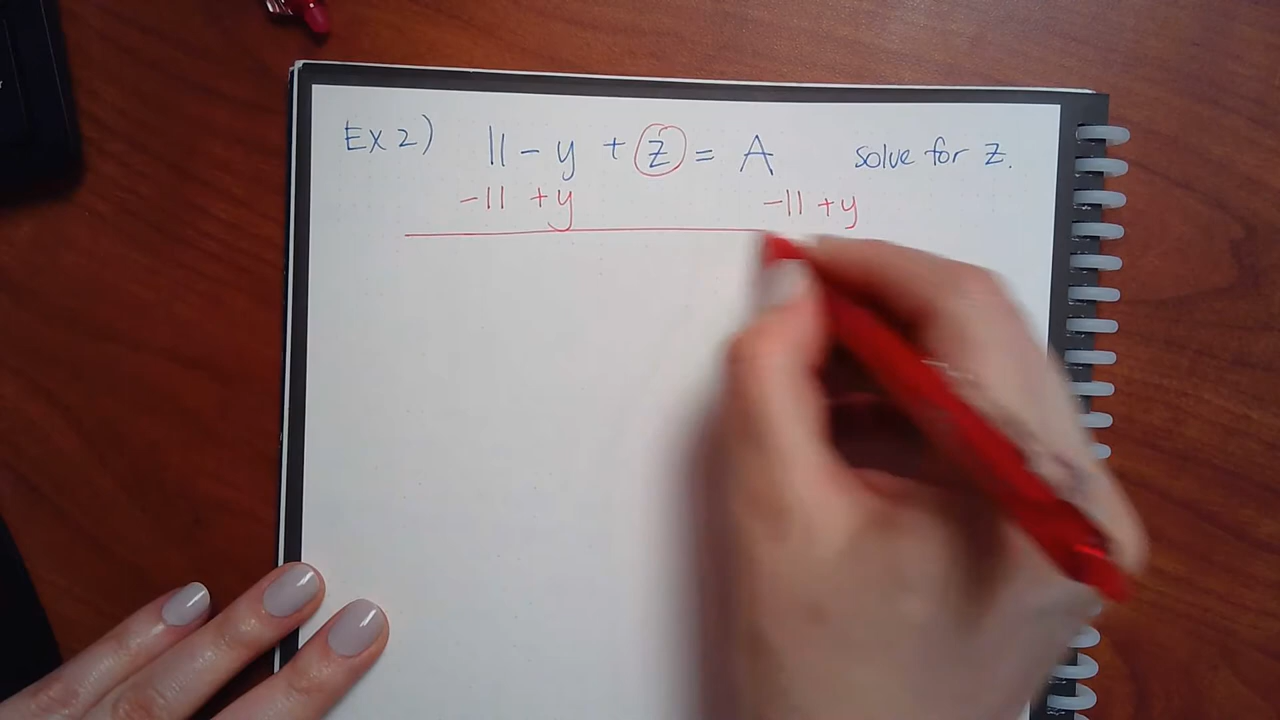 Ex 2) 11 - y + z = A solve for z.
-11 + y -11 + y